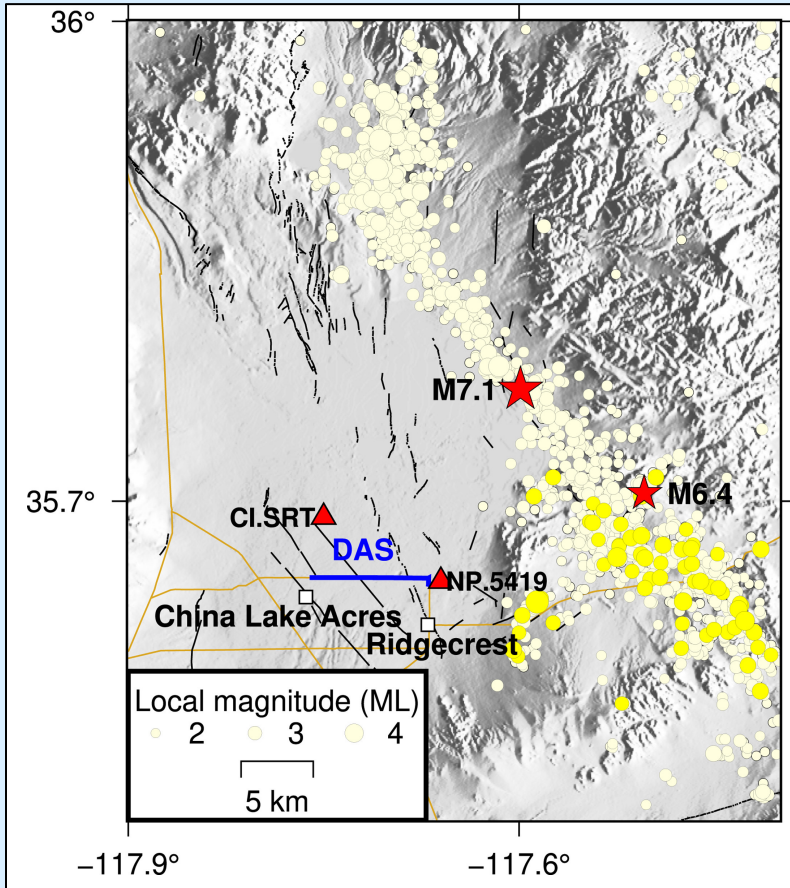 36°
M7.1
35.7°
M6.4
CI.SRT
DAS
NP.5419
China Lake Acres
Ridgecrest
Local magnitude (ML)
2 3 4
5 km
−117.9° −117.6°